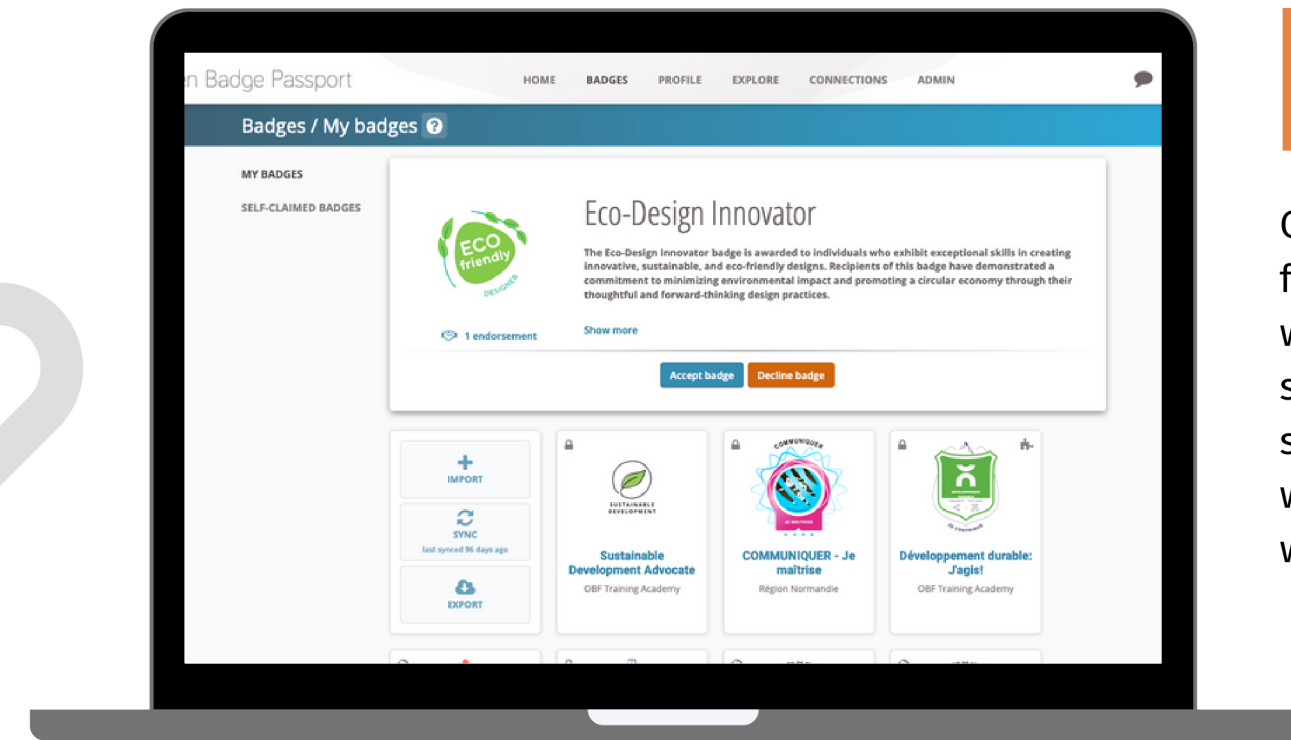 en Badge Passport
HOME BADGES PROFILE EXPLORE CONNECTIONS ADMIN
Badges / My badges ?
MY BADGES
SELF-CLAIMED BADGES
ECO
friendly
DESIGNER
1 endorsement
Eco-Design Innovator
The Eco-Design Innovator badge is awarded to individuals who exhibit exceptional skills in creating
innovative, sustainable, and eco-friendly designs. Recipients of this badge have demonstrated a
commitment to minimizing environmental impact and promoting a circular economy through their
thoughtful and forward-thinking design practices.
Show more
Accept badge Decline badge
IMPORT
SYNC
last synced 96 days ago
EXPORT
SUSTAINABLE
DEVELOPMENT
Sustainable
Development Advocate
OBF Training Academy
COMMUNIQUER
JE MAITRISE
COMMUNIQUER - Je
maîtrise
Région Normandie
Développement durable:
J'agis!
OBF Training Academy